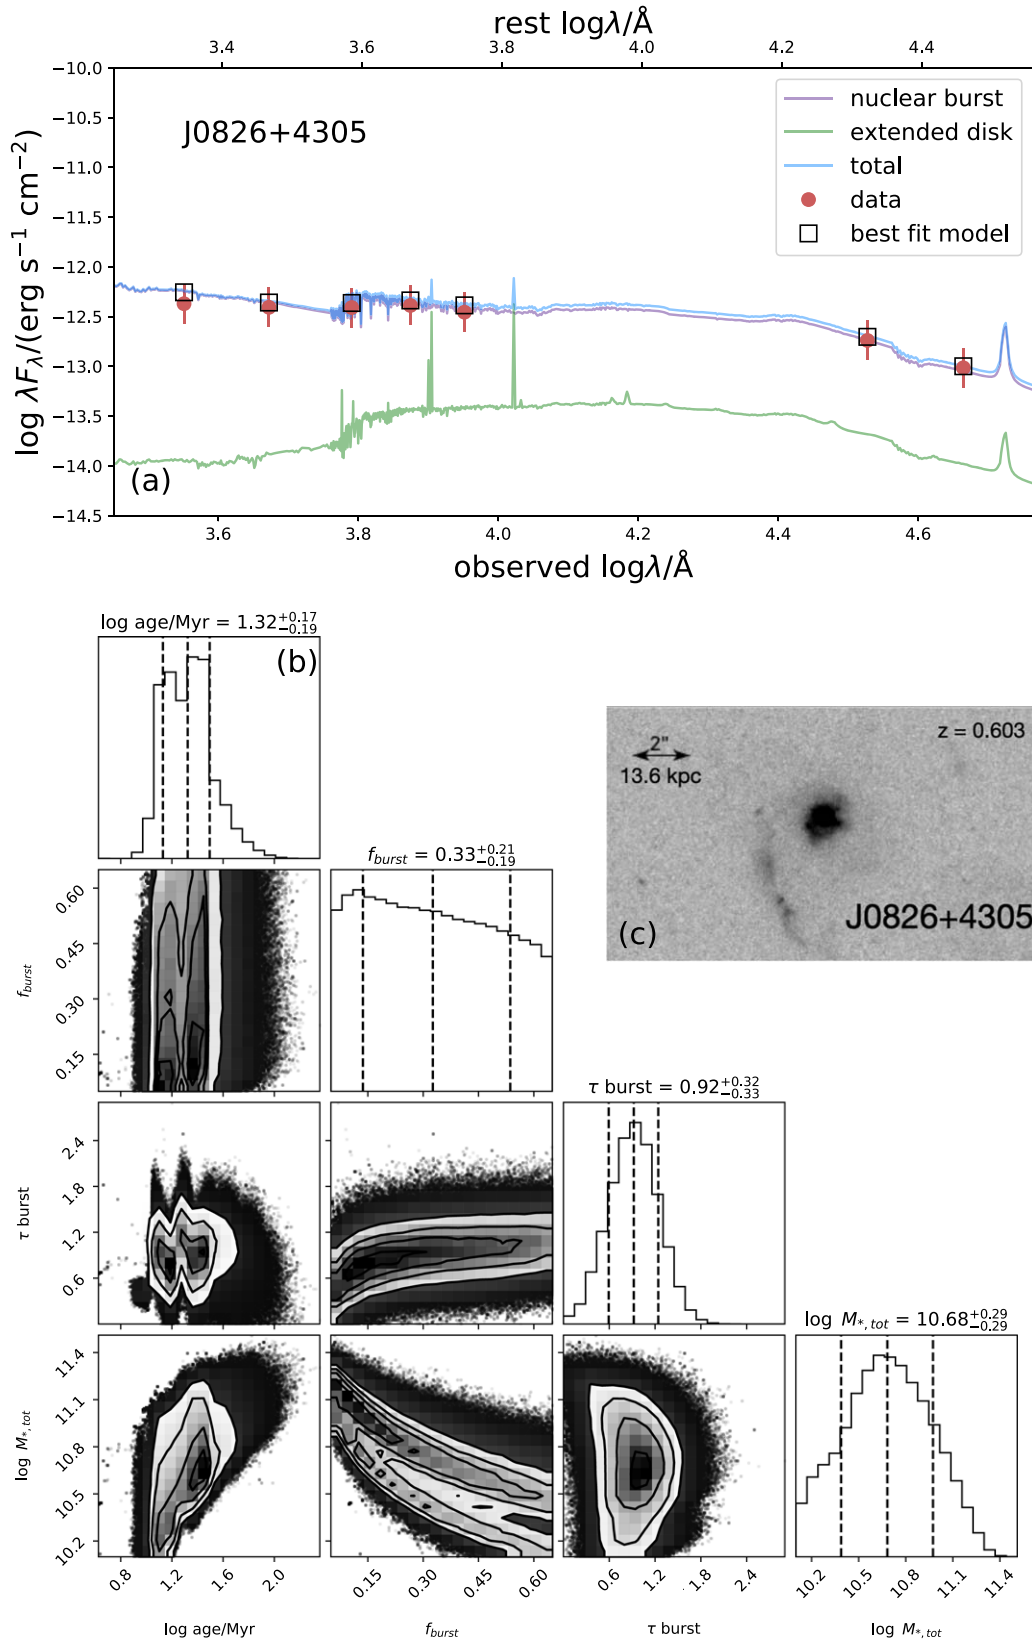 rest logλ/Å
3.4 3.6 3.8 4.0 4.2 4.4
log λF_λ/(erg s⁻¹ cm⁻²)
−10.0
−10.5
−11.0
−11.5
−12.0
−12.5
−13.0
−13.5
−14.0
−14.5
J0826+4305
nuclear burst
extended disk
total
data
best fit model
(a)
3.6 3.8 4.0 4.2 4.4 4.6
observed logλ/Å
log age/Myr = 1.32^{+0.17}_{−0.19}
(b)
z = 0.603
2"
13.6 kpc
(c)
J0826+4305
f_{burst} = 0.33^{+0.21}_{−0.19}
f_{burst}
0.60
0.45
0.30
0.15
τ burst = 0.92^{+0.32}_{−0.33}
τ burst
2.4
1.8
1.2
0.6
log M_{*,tot} = 10.68^{+0.29}_{−0.29}
log M_{*,tot}
11.4
11.1
10.8
10.5
10.2
0.8 1.2 1.6 2.0
0.15 0.30 0.45 0.60
0.6 1.2 1.8 2.4
10.2 10.5 10.8 11.1 11.4
log age/Myr
f_{burst}
τ burst
log M_{*,tot}